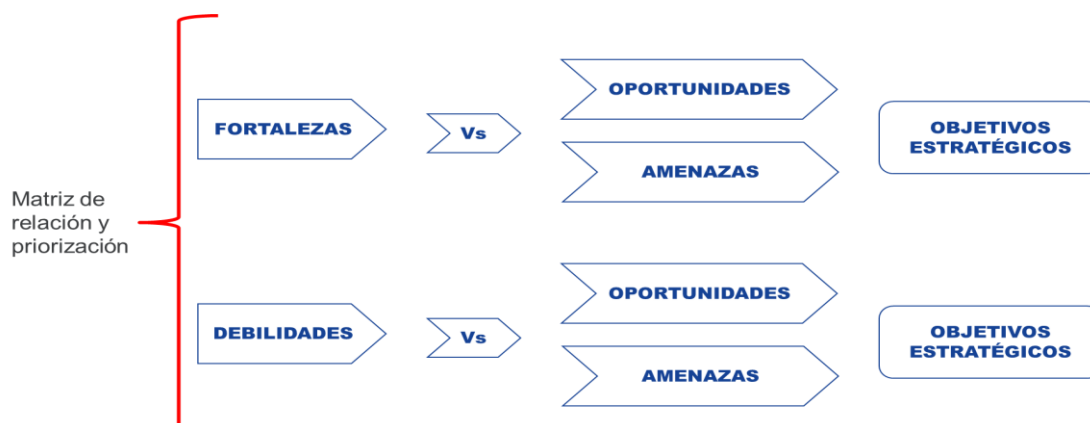 Matriz de
relación y
priorización
FORTALEZAS
Vs
OPORTUNIDADES
AMENAZAS
OBJETIVOS
ESTRATÉGICOS
DEBILIDADES
Vs
OPORTUNIDADES
AMENAZAS
OBJETIVOS
ESTRATÉGICOS